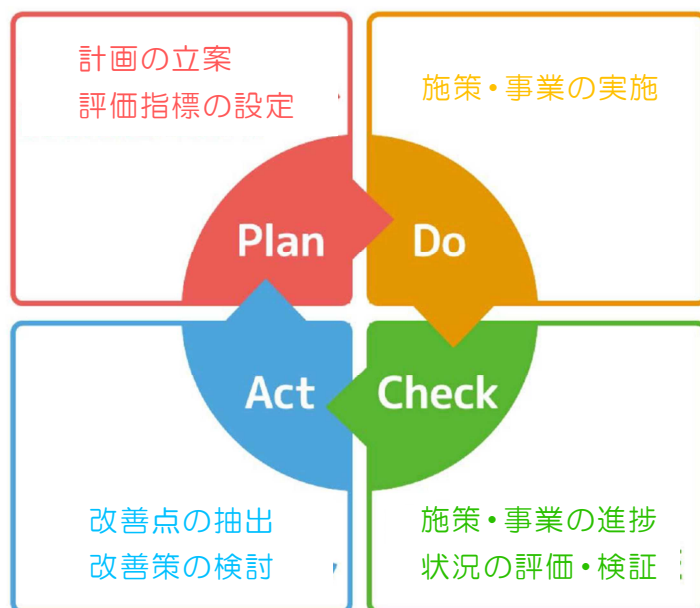 計画の立案
評価指標の設定
施策・事業の実施
Plan
Do
Act
Check
改善点の抽出
改善策の検討
施策・事業の進捗
状況の評価・検証